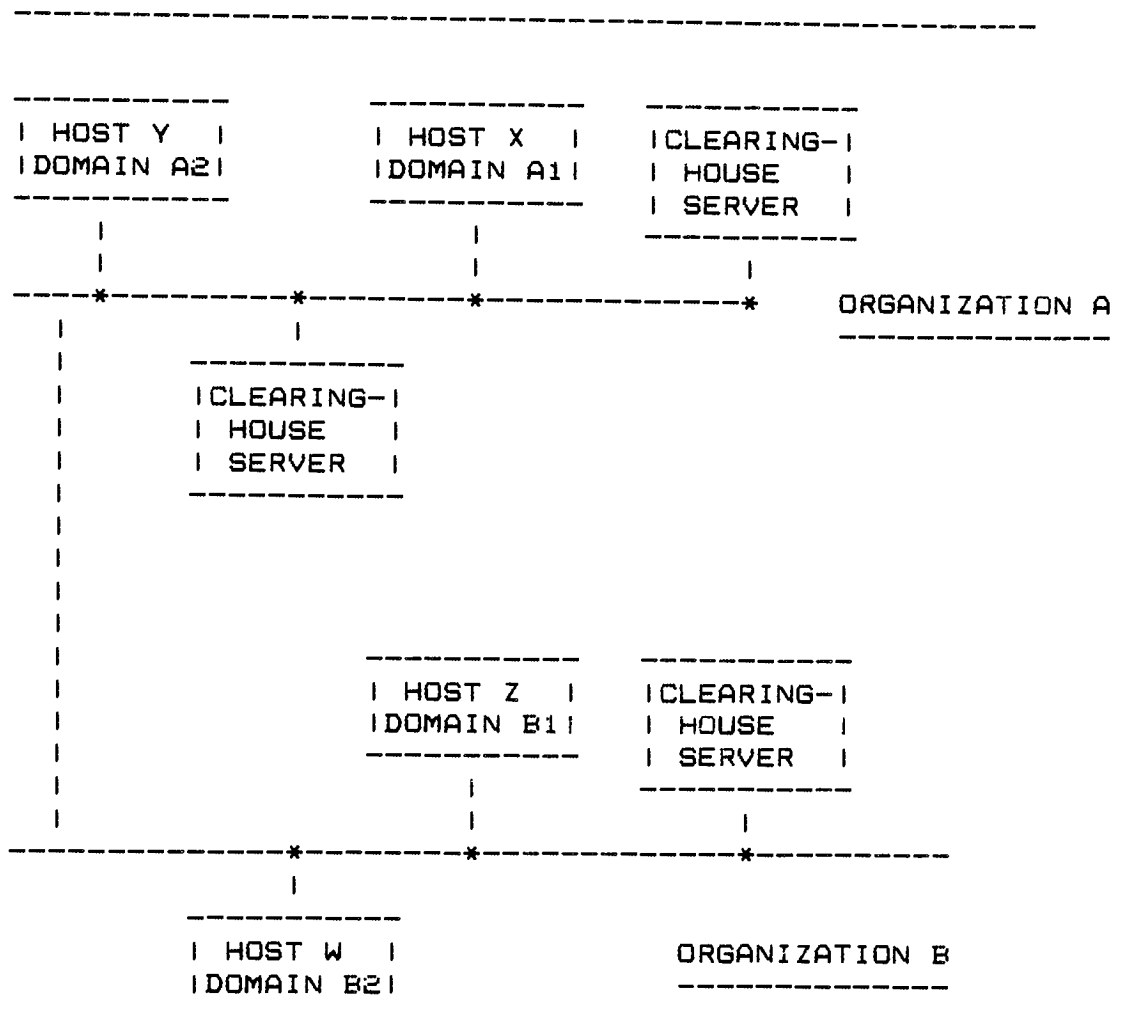 HOST Y
DOMAIN A2
HOST X
DOMAIN A1
CLEARING-
HOUSE
SERVER
ORGANIZATION A
CLEARING-
HOUSE
SERVER
HOST Z
DOMAIN B1
CLEARING-
HOUSE
SERVER
HOST W
DOMAIN B2
ORGANIZATION B